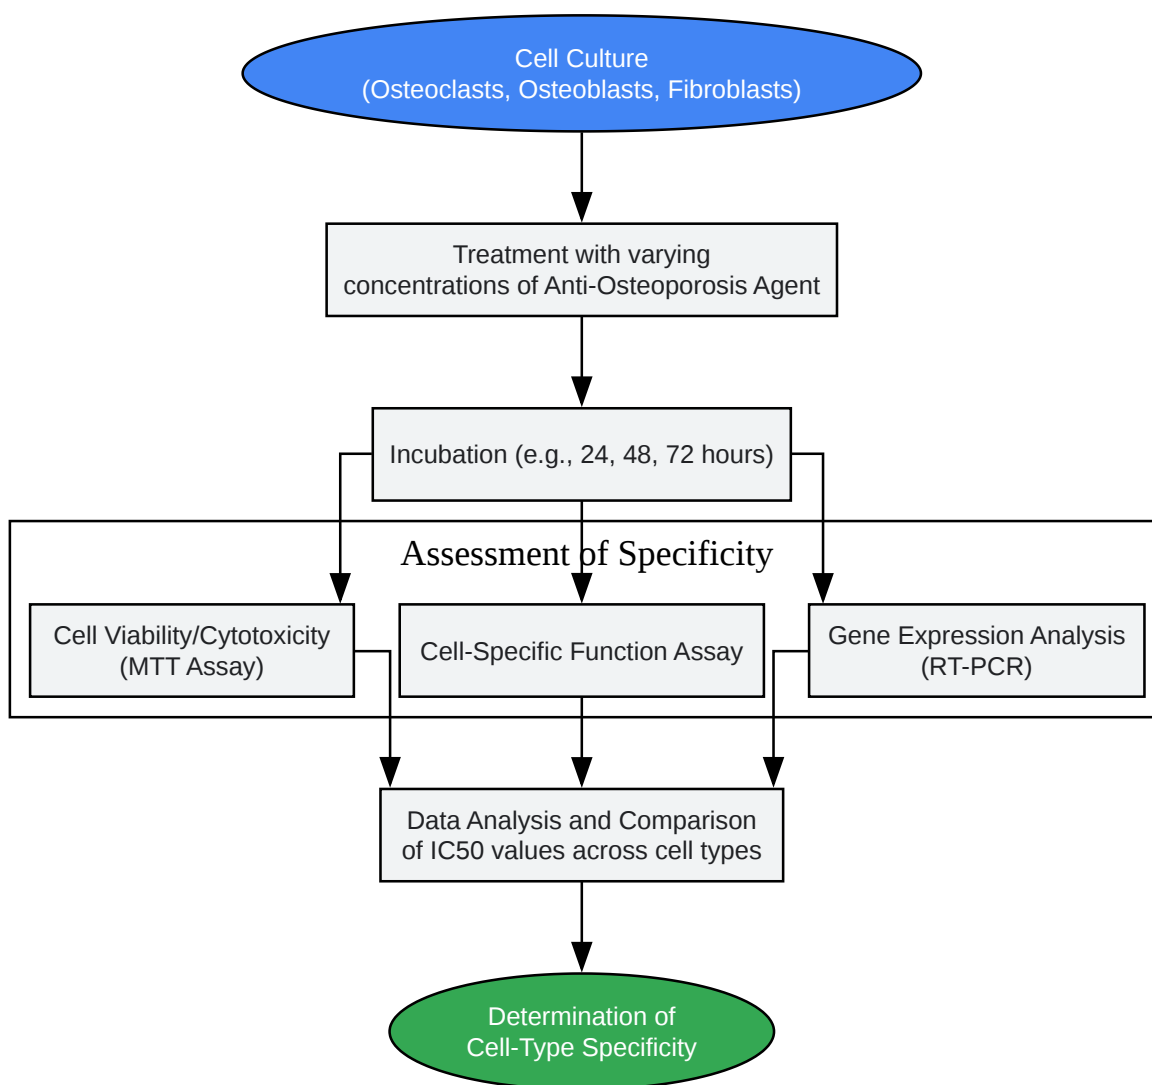 Cell Culture
(Osteoclasts, Osteoblasts, Fibroblasts)
Treatment with varying
concentrations of Anti-Osteoporosis Agent
Incubation (e.g., 24, 48, 72 hours)
Assessment of Specificity
Cell Viability/Cytotoxicity
(MTT Assay)
Cell-Specific Function Assay
Gene Expression Analysis
(RT-PCR)
Data Analysis and Comparison
of IC50 values across cell types
Determination of
Cell-Type Specificity